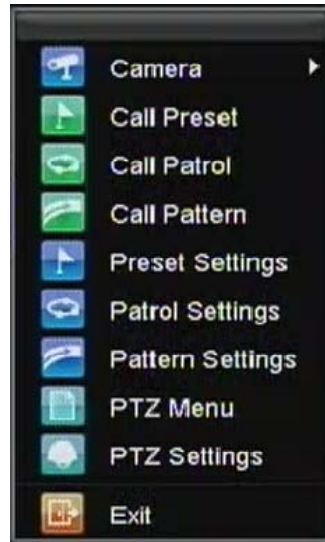 Camera
Call Preset
Call Patrol
Call Pattern
Preset Settings
Patrol Settings
Pattern Settings
PTZ Menu
PTZ Settings
Exit